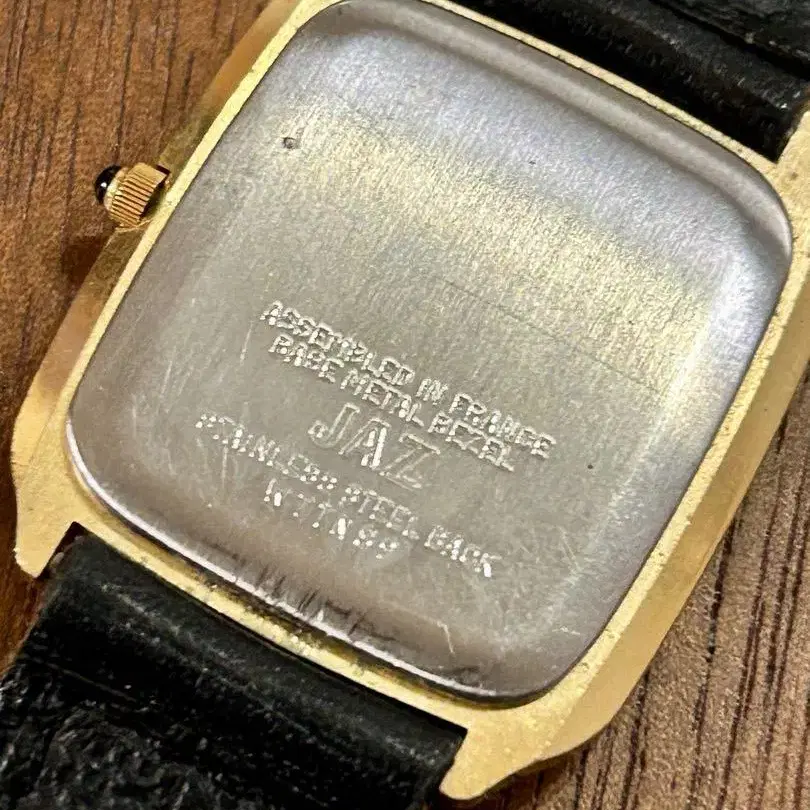 ASSEMBLED IN FRANCE
BASE METAL BEZEL
JAZ
STAINLESS STEEL BACK